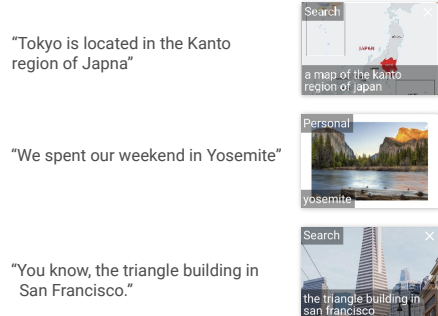 “Tokyo is located in the Kanto
region of Japna”
Search
JAPAN
a map of the kanto
region of japan
“We spent our weekend in Yosemite”
Personal
yosemite
“You know, the triangle building in
San Francisco.”
Search
the triangle building in
san francisco